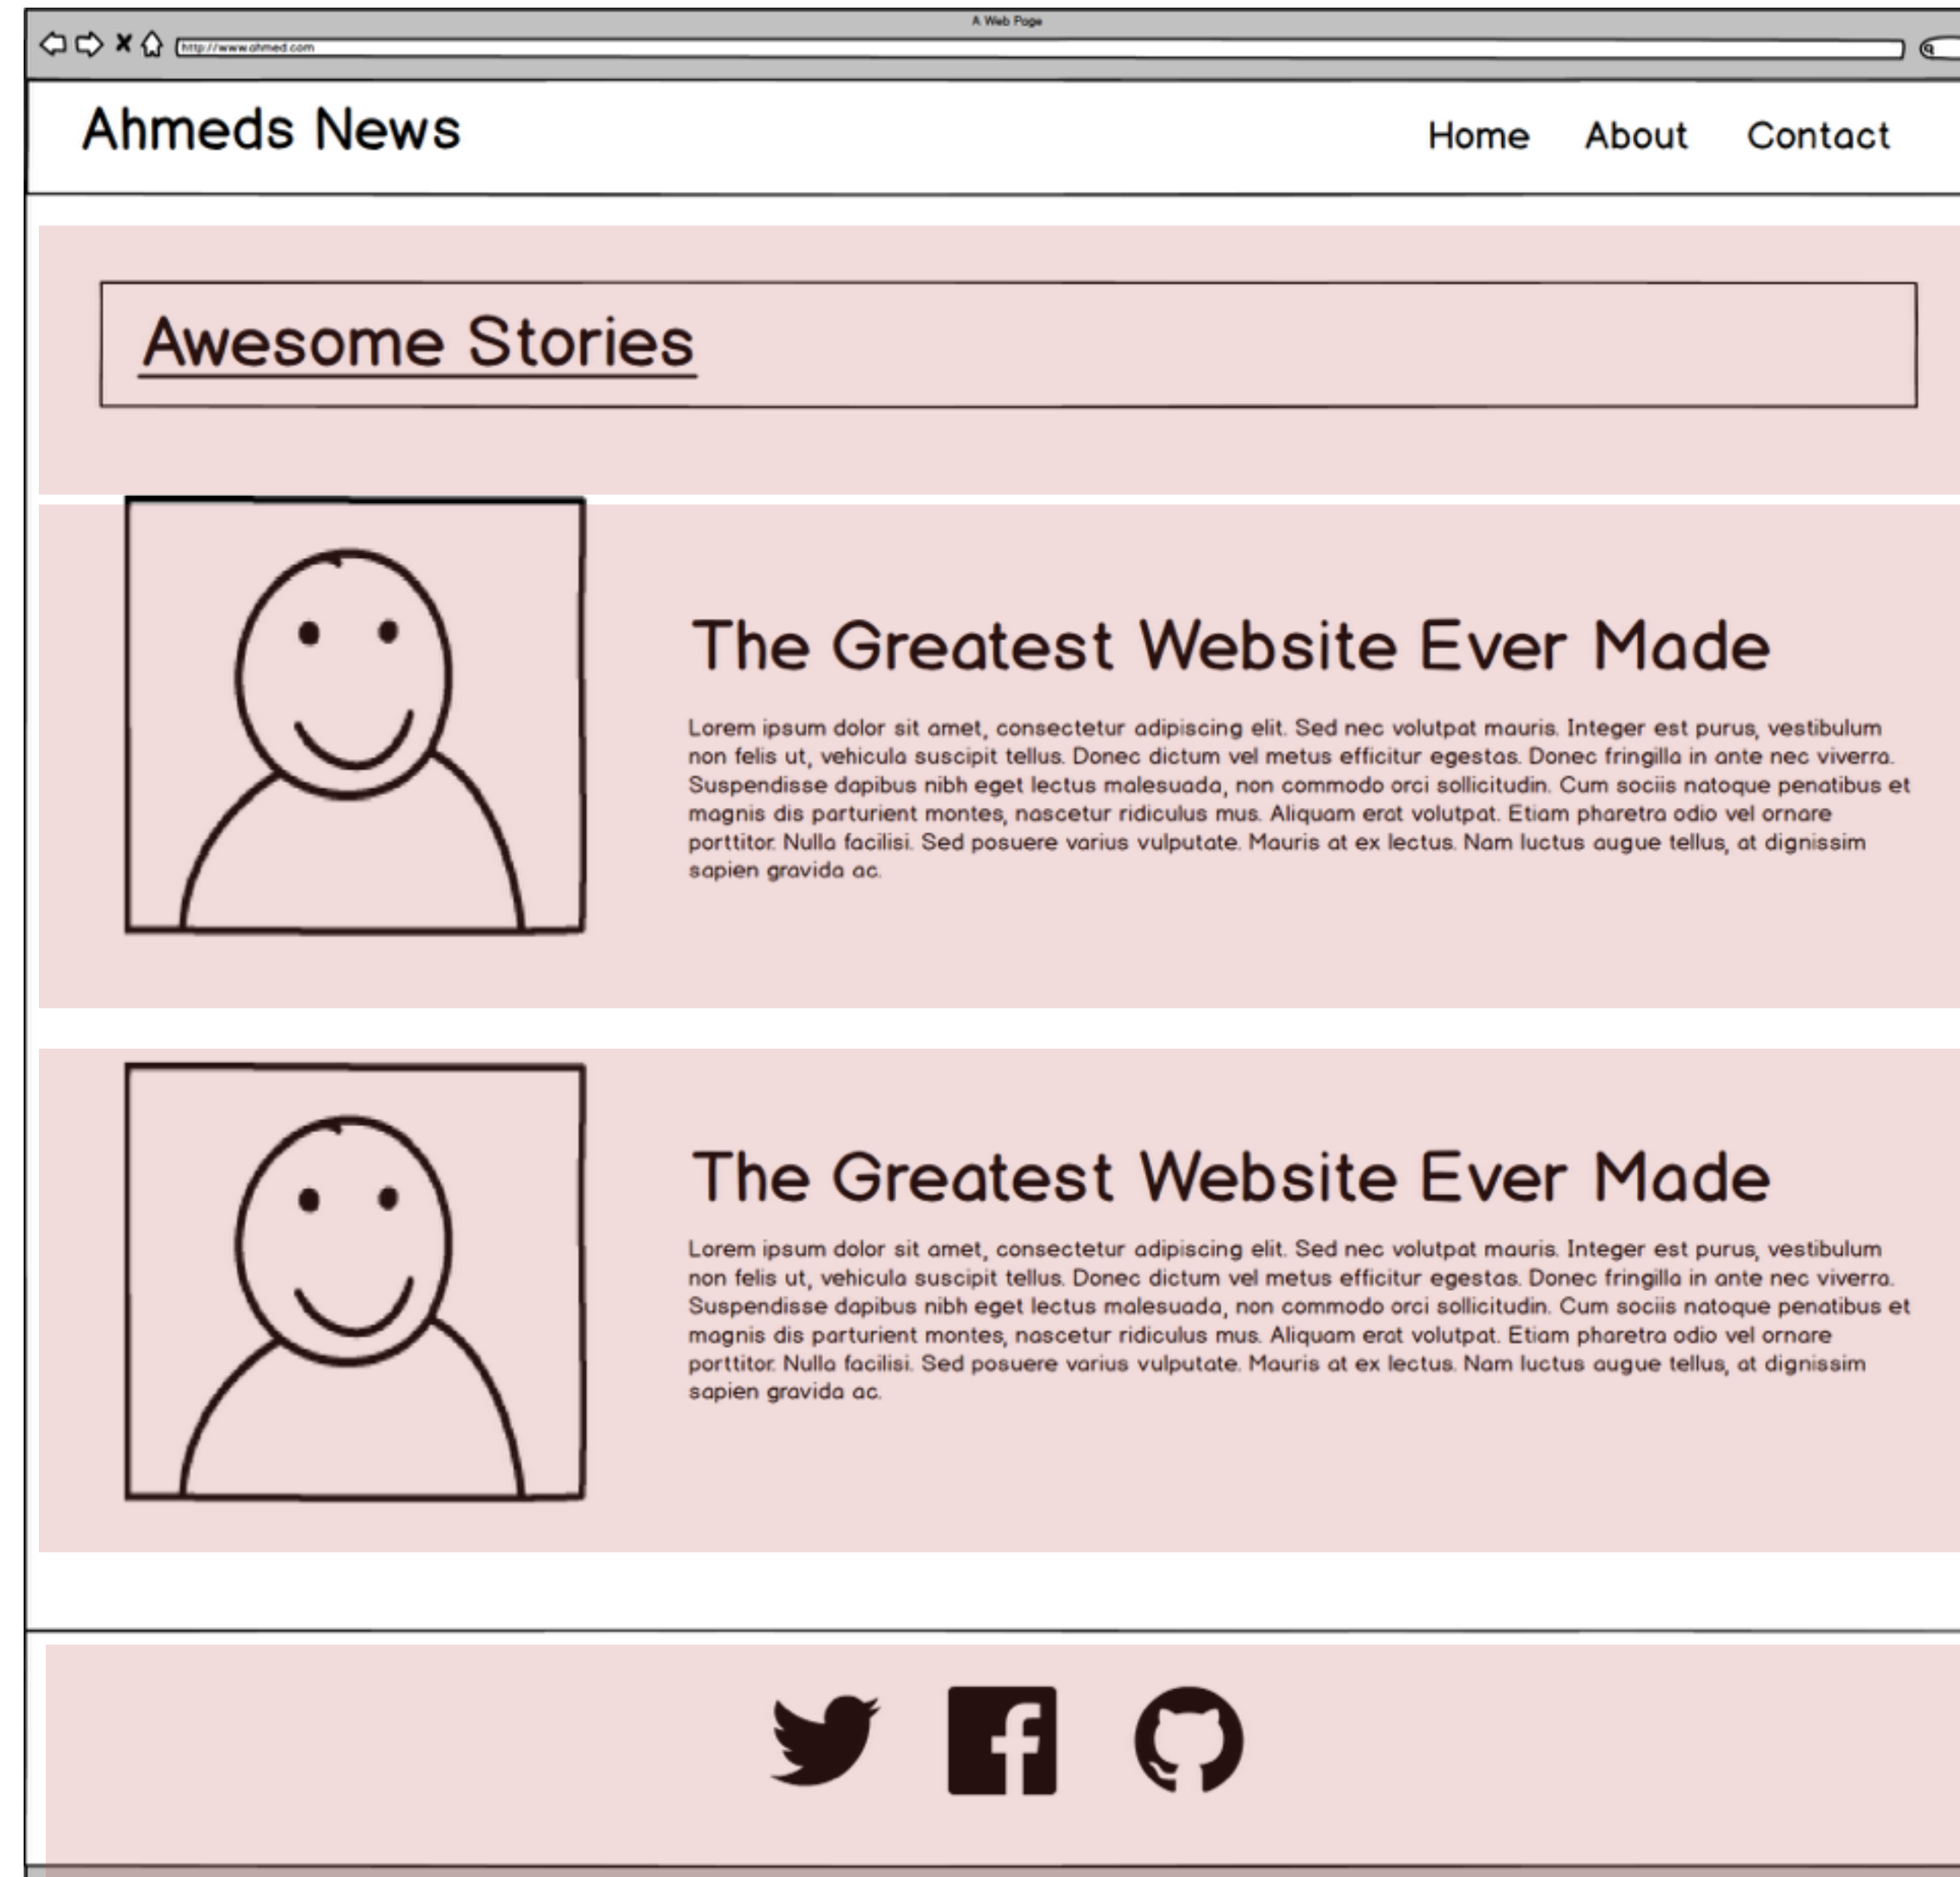 A Web Page
http://www.ahmed.com
Ahmeds News
Home About Contact
Awesome Stories
The Greatest Website Ever Made
Lorem ipsum dolor sit amet, consectetur adipiscing elit. Sed nec volutpat mauris. Integer est purus, vestibulum
non felis ut, vehicula suscipit tellus. Donec dictum vel metus efficitur egestas. Donec fringilla in ante nec viverra.
Suspendisse dapibus nibh eget lectus malesuada, non commodo orci sollicitudin. Cum sociis natoque penatibus et
magnis dis parturient montes, nascetur ridiculus mus. Aliquam erat volutpat. Etiam pharetra odio vel ornare
porttitor. Nulla facilisi. Sed posuere varius vulputate. Mauris at ex lectus. Nam luctus augue tellus, at dignissim
sapien gravida ac.
The Greatest Website Ever Made
Lorem ipsum dolor sit amet, consectetur adipiscing elit. Sed nec volutpat mauris. Integer est purus, vestibulum
non felis ut, vehicula suscipit tellus. Donec dictum vel metus efficitur egestas. Donec fringilla in ante nec viverra.
Suspendisse dapibus nibh eget lectus malesuada, non commodo orci sollicitudin. Cum sociis natoque penatibus et
magnis dis parturient montes, nascetur ridiculus mus. Aliquam erat volutpat. Etiam pharetra odio vel ornare
porttitor. Nulla facilisi. Sed posuere varius vulputate. Mauris at ex lectus. Nam luctus augue tellus, at dignissim
sapien gravida ac.